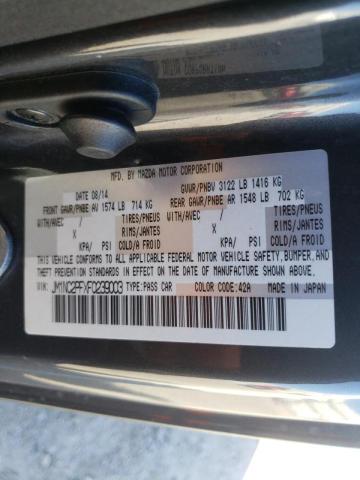 MFD. BY MAZDA MOTOR CORPORATION
DATE 08/14 GVWR/PNBV 3122 LB 1416 KG
FRONT GAWR/PNBE AV 1574 LB 714 KG REAR GAWR/PNBE AR 1548 LB 702 KG
WITH/AVEC TIRES/PNEUS WITH/AVEC TIRES/PNEUS
X RIMS/JANTES X RIMS/JANTES
KPA/ PSI COLD/A FROID KPA/ PSI COLD/A FROID
THIS VEHICLE CONFORMS TO ALL APPLICABLE FEDERAL MOTOR VEHICLE SAFETY, BUMPER, AND
THEFT PREVENTION STANDARDS IN EFFECT ON THE DATE OF MANUFACTURE SHOWN ABOVE.
VIN: JM1NC2PFXF0239003 TYPE: PASS CAR COLOR CODE: 42A MADE IN JAPAN